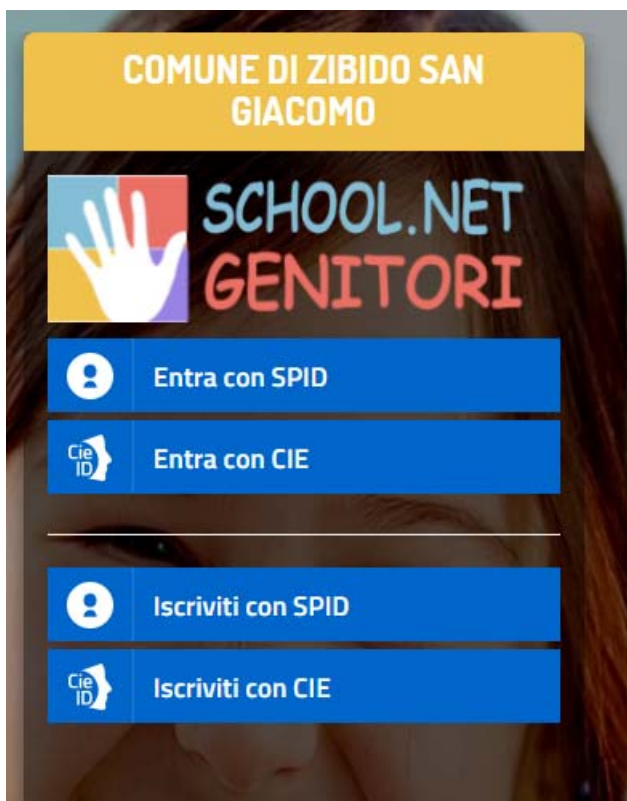 COMUNE DI ZIBIDO SAN
GIACOMO
SCHOOL.NET
GENITORI
Entra con SPID
Cie
ID
Entra con CIE
Iscriviti con SPID
Cie
ID
Iscriviti con CIE